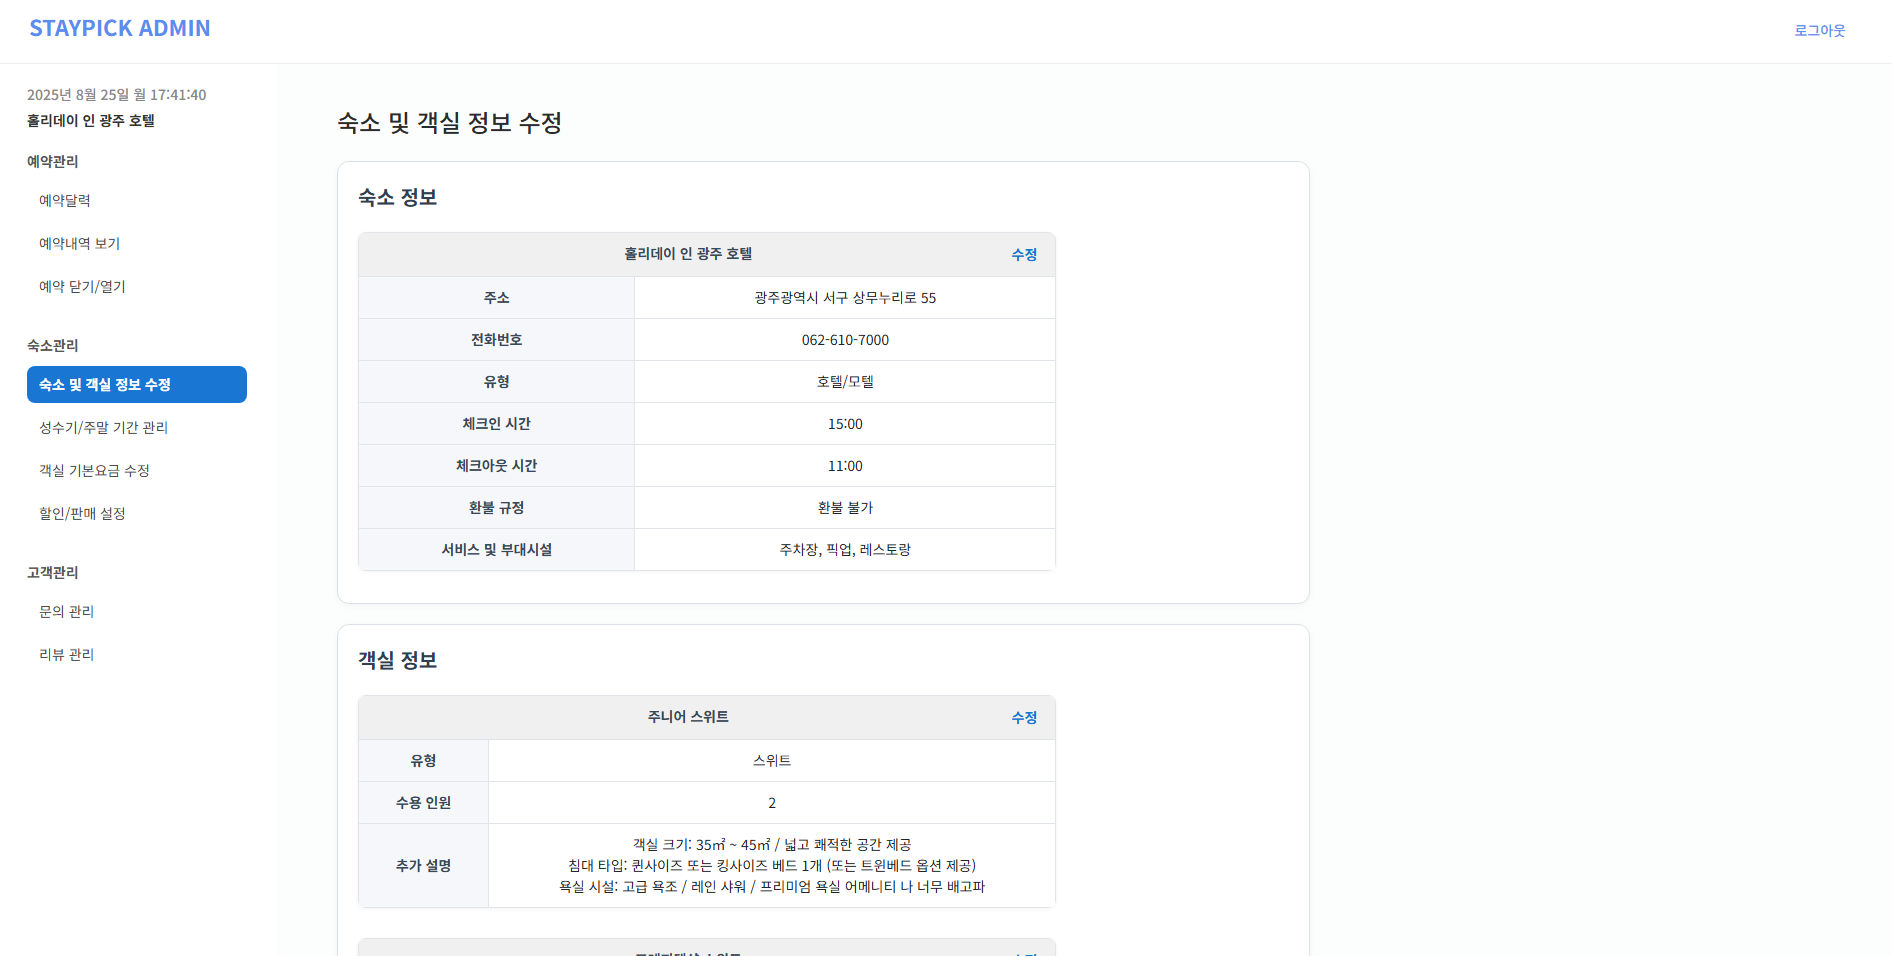 STAYPICK ADMIN
로그아웃
2025년 8월 25일 월 17:41:40
홀리데이 인 광주 호텔
예약관리
예약달력
예약내역 보기
예약 닫기/열기
숙소관리
숙소 및 객실 정보 수정
성수기/주말 기간 관리
객실 기본요금 수정
할인/판매 설정
고객관리
문의 관리
리뷰 관리
숙소 및 객실 정보 수정
숙소 정보
홀리데이 인 광주 호텔 수정
주소 광주광역시 서구 상무누리로 55
전화번호 062-610-7000
유형 호텔/모텔
체크인 시간 15:00
체크아웃 시간 11:00
환불 규정 환불 불가
서비스 및 부대시설 주차장, 픽업, 레스토랑
객실 정보
주니어 스위트 수정
유형 스위트
수용 인원 2
추가 설명
객실 크기: 35㎡ ~ 45㎡ / 넓고 쾌적한 공간 제공
침대 타입: 퀸사이즈 또는 킹사이즈 베드 1개 (또는 트윈베드 옵션 제공)
욕실 시설: 고급 욕조 / 레인 샤워 / 프리미엄 욕실 어메니티 나 너무 배고파